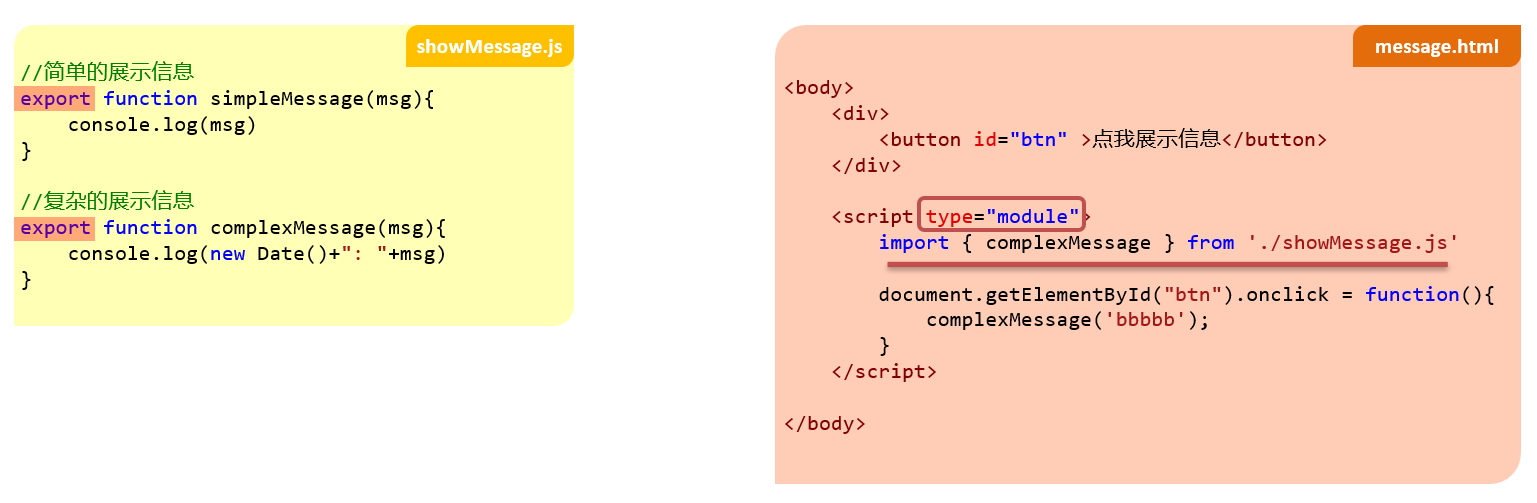 showMessage.js
//简单的展示信息
export function simpleMessage(msg){
    console.log(msg)
}
//复杂的展示信息
export function complexMessage(msg){
    console.log(new Date()+": "+msg)
}
message.html
<body>
    <div>
        <button id="btn" >点我展示信息</button>
    </div>
    <script type="module">
        import { complexMessage } from './showMessage.js'
        document.getElementById("btn").onclick = function(){
            complexMessage('bbbbb');
        }
    </script>
</body>